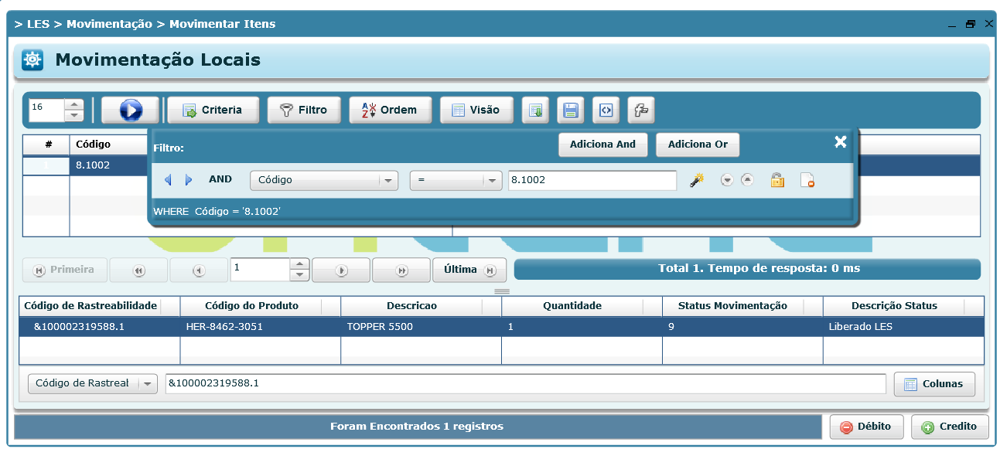 > LES > Movimentação > Movimentar Itens
Movimentação Locais
16 Criteria Filtro Ordem Visão
# Código
1 8.1002
Filtro: Adiciona And Adiciona Or
AND Código = 8.1002
WHERE Código = '8.1002'
Primeira 1 Última Total 1. Tempo de resposta: 0 ms
Código de Rastreabilidade Código do Produto Descricao Quantidade Status Movimentação Descrição Status
&100002319588.1 HER-8462-3051 TOPPER 5500 1 9 Liberado LES
Código de Rastreal &100002319588.1 Colunas
Foram Encontrados 1 registros Débito Credito